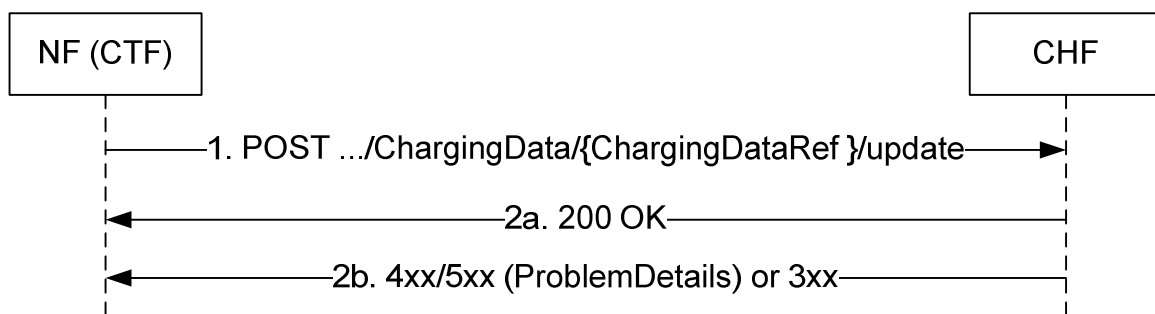 NF (CTF)
CHF
1. POST .../ChargingData/{ChargingDataRef }/update
2a. 200 OK
2b. 4xx/5xx (ProblemDetails) or 3xx